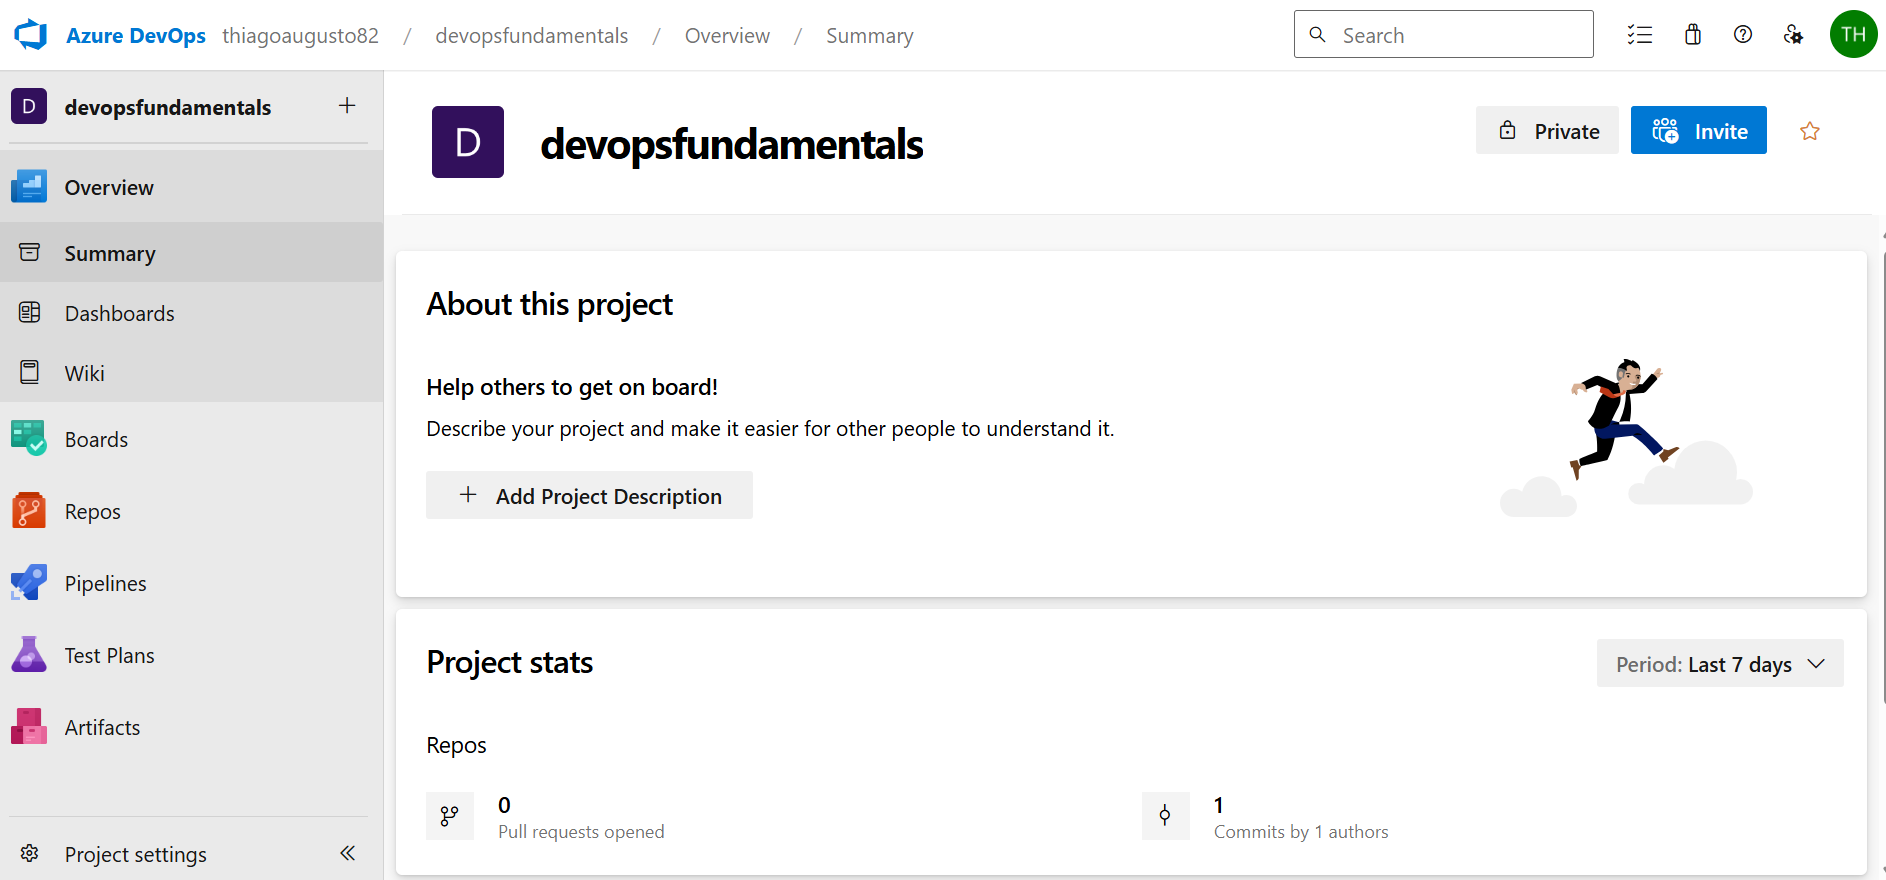 Azure DevOps thiagoaugusto82 / devopsfundamentals / Overview / Summary
Search
TH
D devopsfundamentals
Overview
Summary
Dashboards
Wiki
Boards
Repos
Pipelines
Test Plans
Artifacts
Project settings
D devopsfundamentals
Private
Invite
About this project
Help others to get on board!
Describe your project and make it easier for other people to understand it.
Add Project Description
Project stats
Period: Last 7 days
Repos
0
Pull requests opened
1
Commits by 1 authors